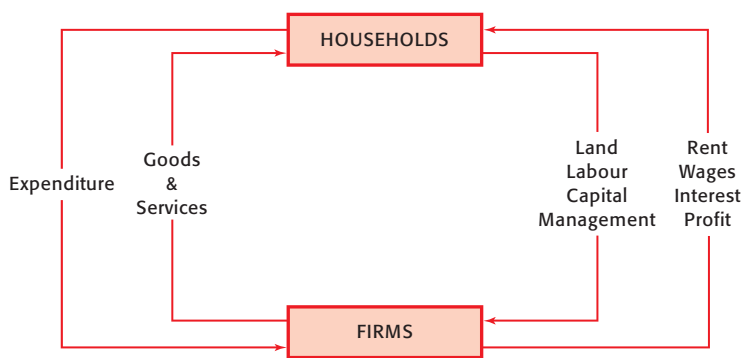 HOUSEHOLDS
Expenditure
Goods
&
Services
Land
Labour
Capital
Management
Rent
Wages
Interest
Profit
FIRMS